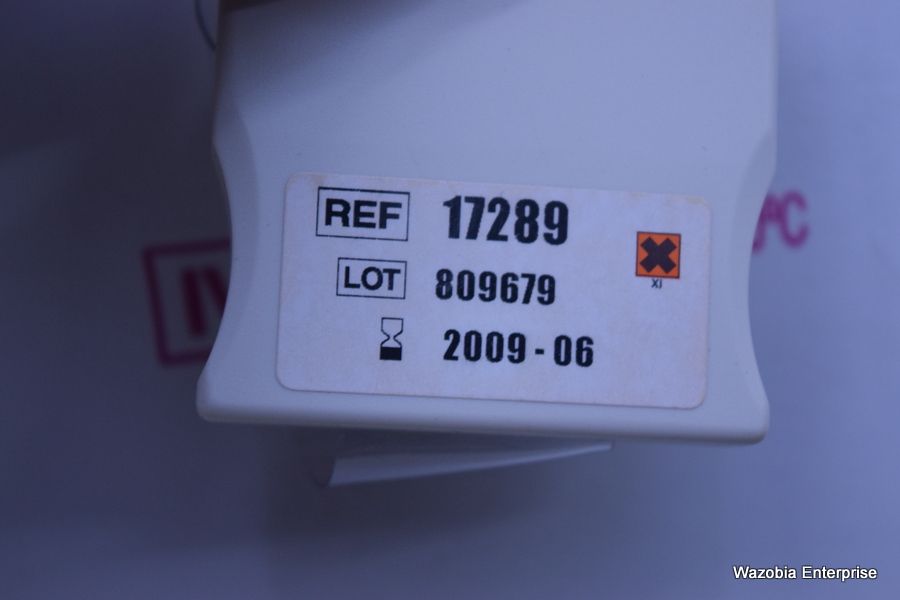 REF 17289
LOT 809679
2009 - 06
Xi
Wazobia Enterprise